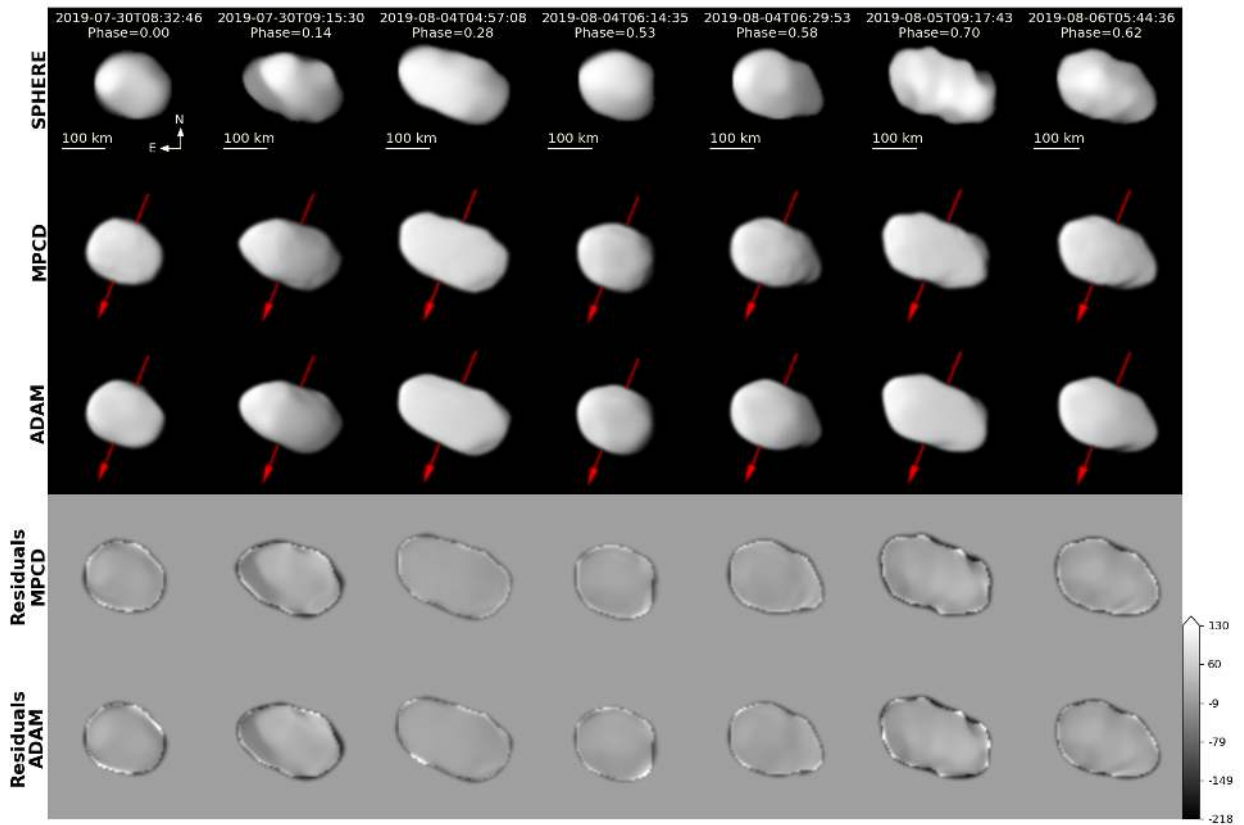 2019-07-30T08:32:46 2019-07-30T09:15:30 2019-08-04T04:57:08 2019-08-04T06:14:35 2019-08-04T06:29:53 2019-08-05T09:17:43 2019-08-06T05:44:36
Phase=0.00 Phase=0.14 Phase=0.28 Phase=0.53 Phase=0.58 Phase=0.70 Phase=0.62
SPHERE
N
E
100 km 100 km 100 km 100 km 100 km 100 km 100 km
MPCD
ADAM
Residuals
MPCD
Residuals
ADAM
130
60
-9
-79
-149
-218